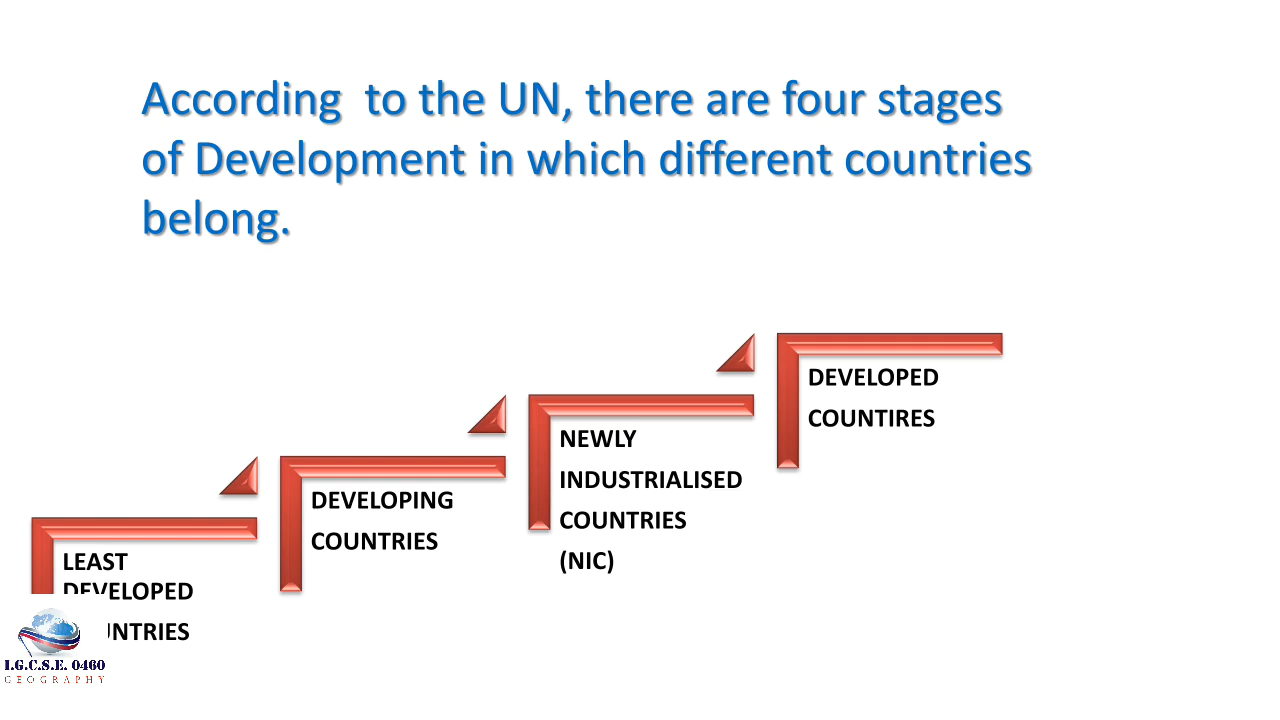 According  to the UN, there are four stages
of Development in which different countries
belong.
DEVELOPED
COUNTIRES
NEWLY
INDUSTRIALISED
COUNTRIES
(NIC)
DEVELOPING
COUNTRIES
LEAST
DEVELOPED
I.G.C.S.E. 0460
GEOGRAPHY